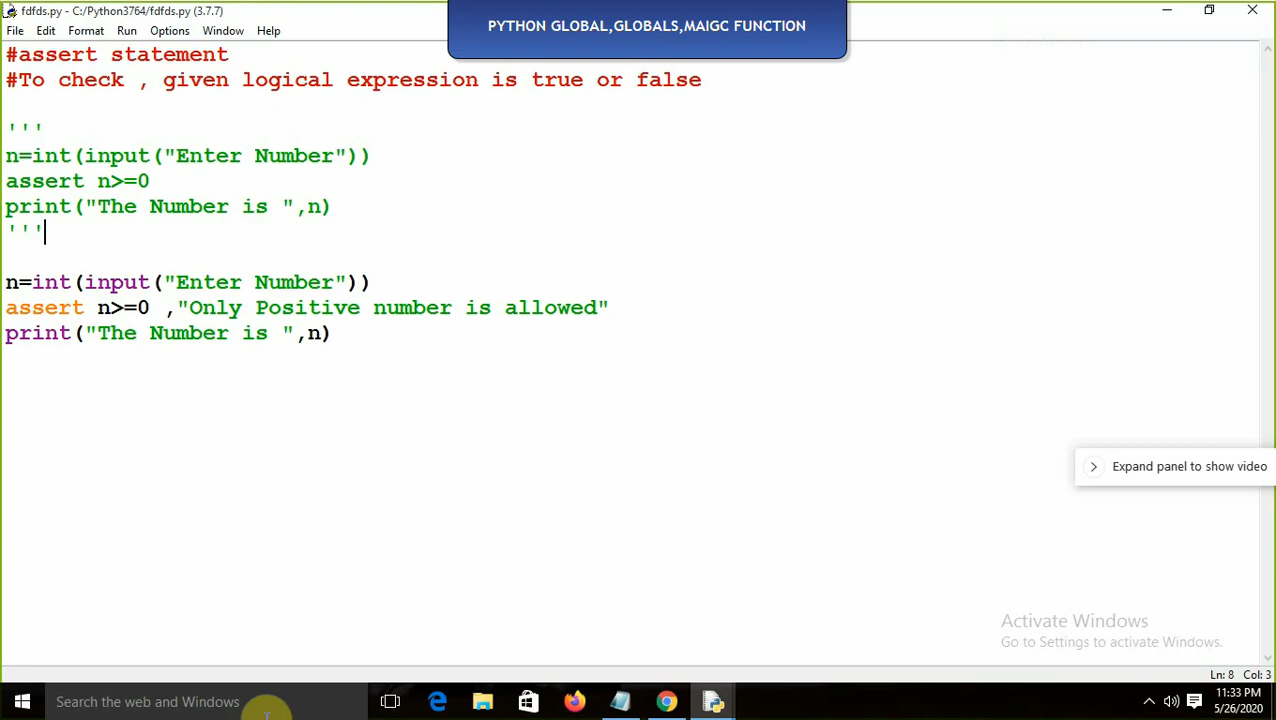 fdfds.py - C:/Python3764/fdfds.py (3.7.7)
PYTHON GLOBAL,GLOBALS,MAIGC FUNCTION
File Edit Format Run Options Window Help
#assert statement
#To check , given logical expression is true or false
'''
n=int(input("Enter Number"))
assert n>=0
print("The Number is ",n)
'''
n=int(input("Enter Number"))
assert n>=0 ,"Only Positive number is allowed"
print("The Number is ",n)
Expand panel to show video
Activate Windows
Go to Settings to activate Windows.
Ln: 8 Col: 3
Search the web and Windows
11:33 PM
5/26/2020